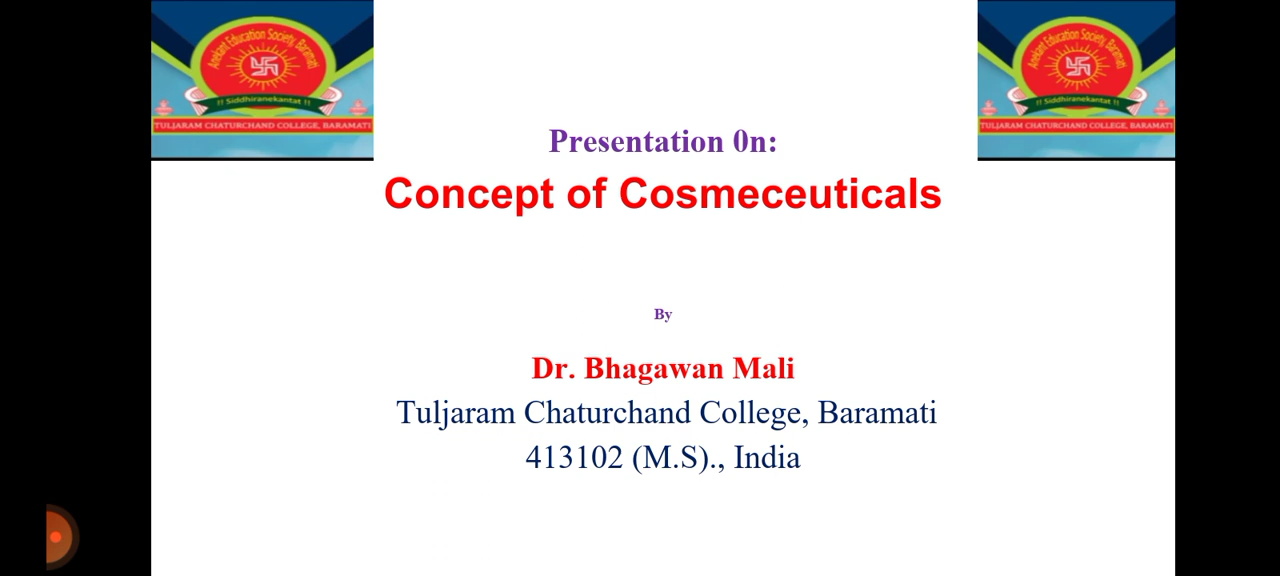 Anekant Education Society, Baramati
!! Siddhiranekantat !!
TULJARAM CHATURCHAND COLLEGE, BARAMATI
Anekant Education Society, Baramati
!! Siddhiranekantat !!
TULJARAM CHATURCHAND COLLEGE, BARAMATI
Presentation 0n:
Concept of Cosmeceuticals
By
Dr. Bhagawan Mali
Tuljaram Chaturchand College, Baramati
413102 (M.S)., India